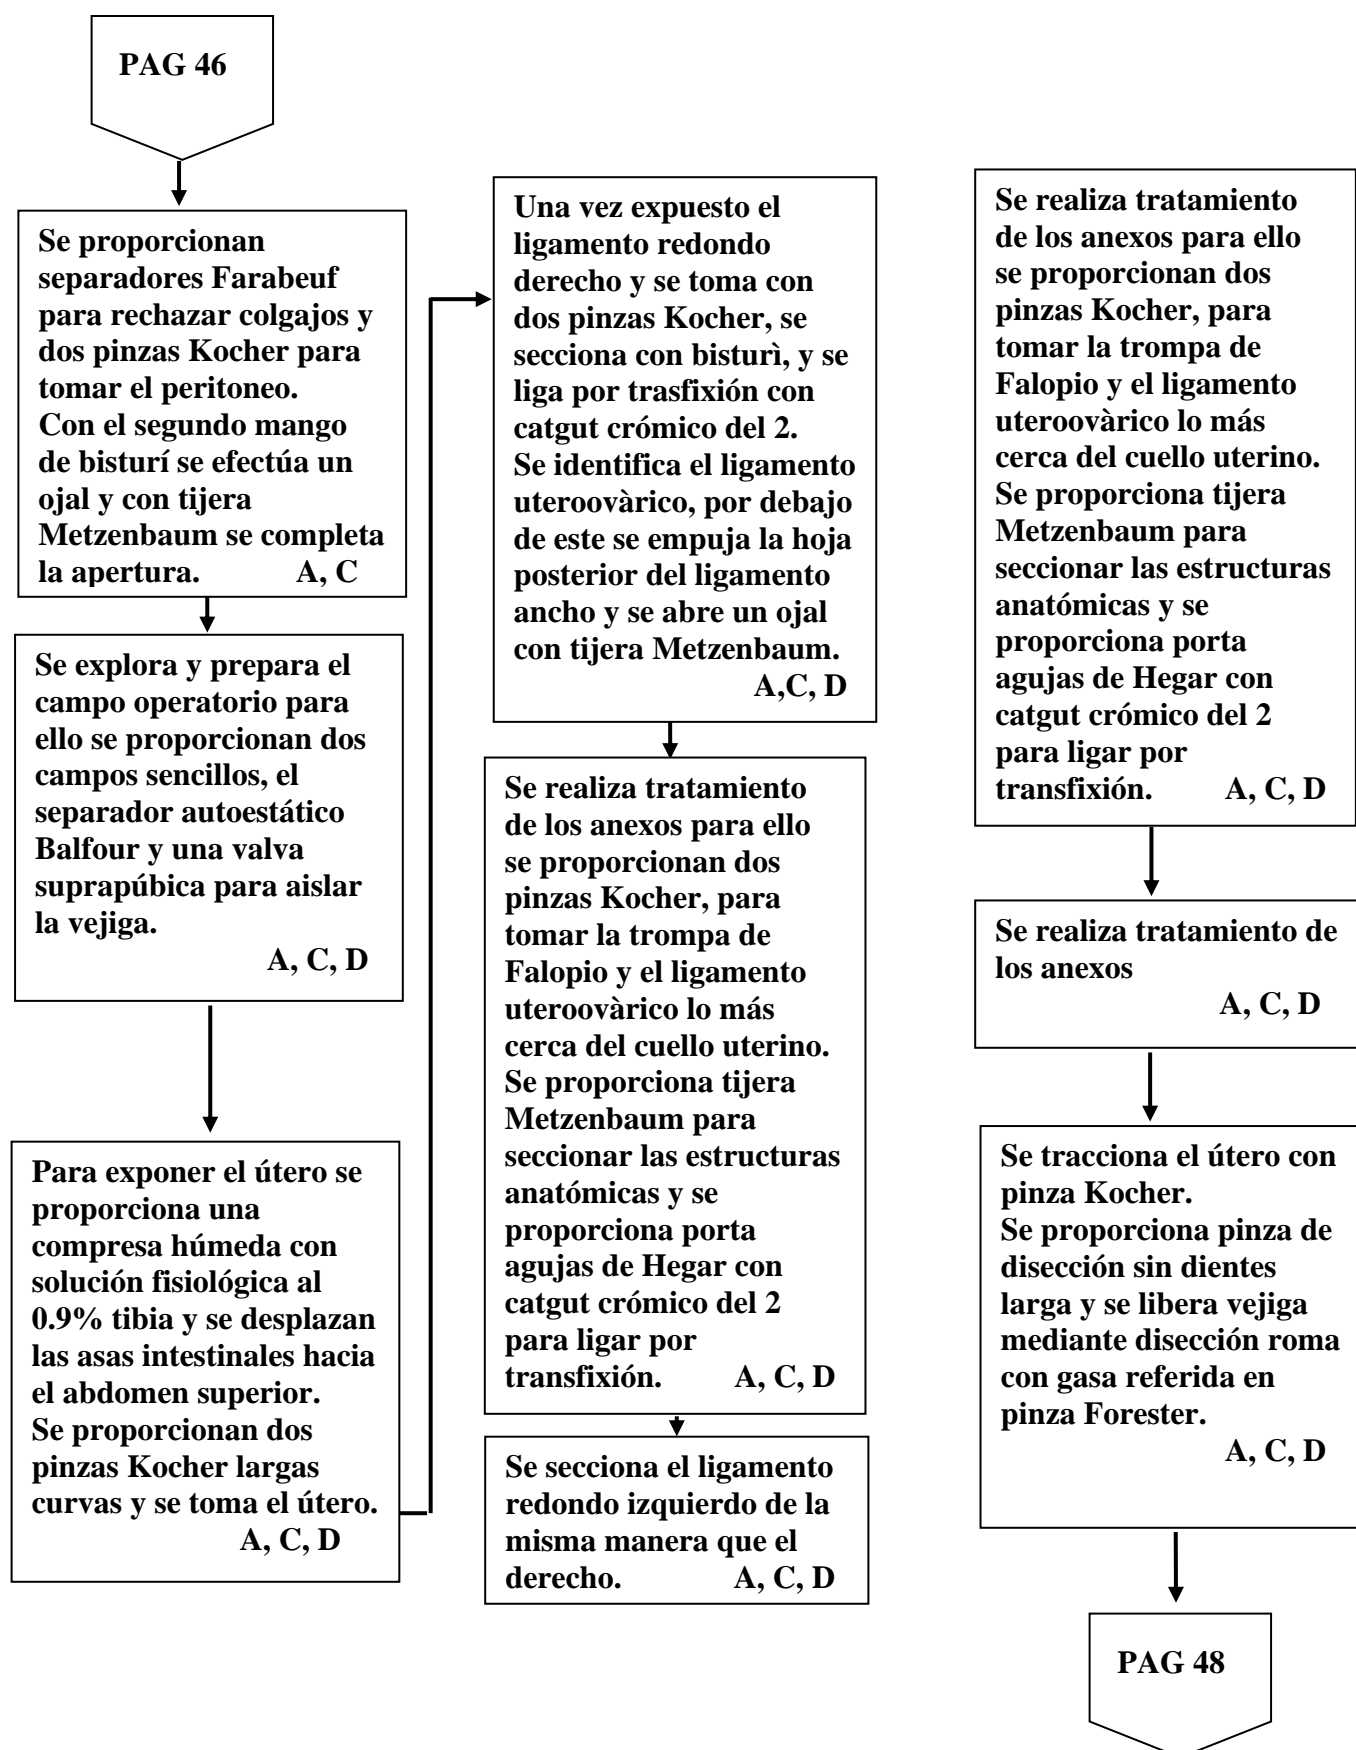 PAG 46
Se proporcionan
separadores Farabeuf
para rechazar colgajos y
dos pinzas Kocher para
tomar el peritoneo.
Con el segundo mango
de bisturí se efectúa un
ojal y con tijera
Metzenbaum se completa
la apertura. A, C
Se explora y prepara el
campo operatorio para
ello se proporcionan dos
campos sencillos, el
separador autoestático
Balfour y una valva
suprapúbica para aislar
la vejiga.
A, C, D
Para exponer el útero se
proporciona una
compresa húmeda con
solución fisiológica al
0.9% tibia y se desplazan
las asas intestinales hacia
el abdomen superior.
Se proporcionan dos
pinzas Kocher largas
curvas y se toma el útero.
A, C, D
Una vez expuesto el
ligamento redondo
derecho y se toma con
dos pinzas Kocher, se
secciona con bisturì, y se
liga por trasfixión con
catgut crómico del 2.
Se identifica el ligamento
uteroovàrico, por debajo
de este se empuja la hoja
posterior del ligamento
ancho y se abre un ojal
con tijera Metzenbaum.
A,C, D
Se realiza tratamiento
de los anexos para ello
se proporcionan dos
pinzas Kocher, para
tomar la trompa de
Falopio y el ligamento
uteroovàrico lo más
cerca del cuello uterino.
Se proporciona tijera
Metzenbaum para
seccionar las estructuras
anatómicas y se
proporciona porta
agujas de Hegar con
catgut crómico del 2
para ligar por
transfixión. A, C, D
Se secciona el ligamento
redondo izquierdo de la
misma manera que el
derecho. A, C, D
Se realiza tratamiento
de los anexos para ello
se proporcionan dos
pinzas Kocher, para
tomar la trompa de
Falopio y el ligamento
uteroovàrico lo más
cerca del cuello uterino.
Se proporciona tijera
Metzenbaum para
seccionar las estructuras
anatómicas y se
proporciona porta
agujas de Hegar con
catgut crómico del 2
para ligar por
transfixión. A, C, D
Se realiza tratamiento de
los anexos
A, C, D
Se tracciona el útero con
pinza Kocher.
Se proporciona pinza de
disección sin dientes
larga y se libera vejiga
mediante disección roma
con gasa referida en
pinza Forester.
A, C, D
PAG 48